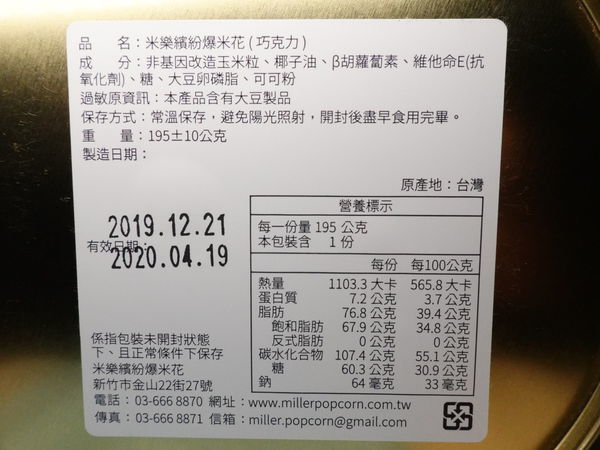 品　　名：米樂繽紛爆米花 ( 巧克力 )
成　　分：非基因改造玉米粒、椰子油、β胡蘿蔔素、維他命E(抗
氧化劑)、糖、大豆卵磷脂、可可粉
過敏原資訊：本產品含有大豆製品
保存方式：常溫保存，避免陽光照射，開封後盡早食用完畢。
重　　量：195±10公克
製造日期：
原產地：台灣
2019.12.21
有效日期：
2020.04.19
營養標示
每一份量 195 公克
本包裝含 1 份
每份 每100公克
熱量 1103.3 大卡 565.8 大卡
蛋白質 7.2 公克 3.7 公克
脂肪 76.8 公克 39.4 公克
飽和脂肪 67.9 公克 34.8 公克
反式脂肪 0 公克 0 公克
碳水化合物 107.4 公克 55.1 公克
糖 60.3 公克 30.9 公克
鈉 64 毫克 33 毫克
係指包裝未開封狀態
下、且正常條件下保存
米樂繽紛爆米花
新竹市金山22街27號
電話：03-666 8870 網址：www.millerpopcorn.com.tw
傳真：03-666 8871 信箱：miller.popcorn@gmail.com